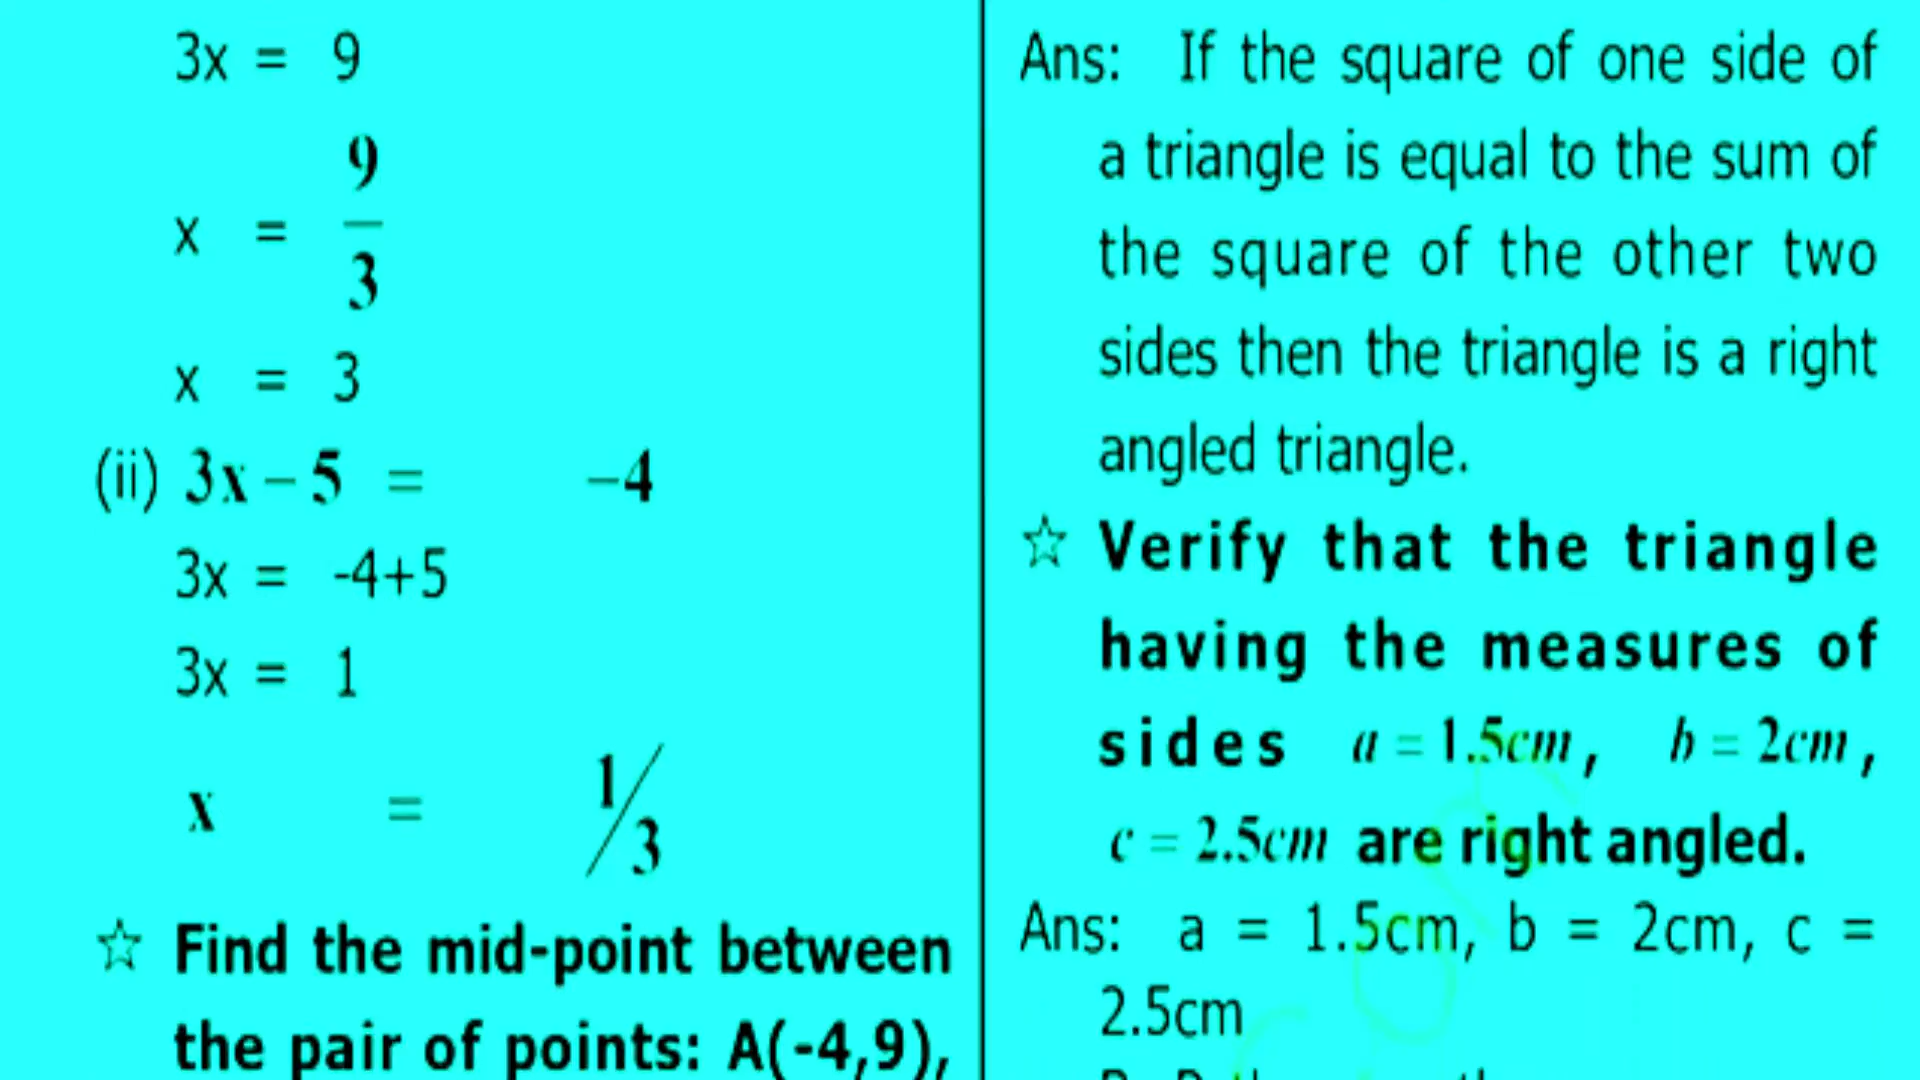 3x = 9
x = 9/3
x = 3
(ii) 3x – 5 = –4
3x = -4+5
3x = 1
x = 1/3
☆ Find the mid-point between
the pair of points: A(-4,9),
Ans: If the square of one side of
a triangle is equal to the sum of
the square of the other two
sides then the triangle is a right
angled triangle.
☆ Verify that the triangle
having the measures of
sides a = 1.5cm, b = 2cm,
c = 2.5cm are right angled.
Ans: a = 1.5cm, b = 2cm, c =
2.5cm